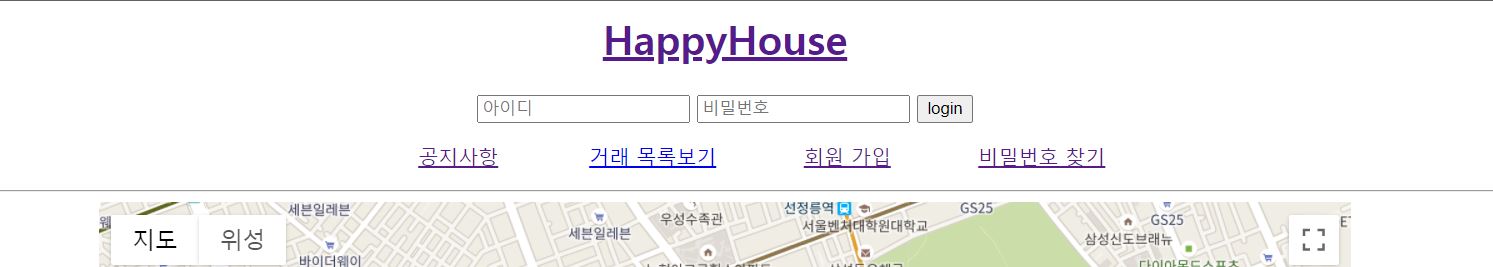 HappyHouse
아이디 비밀번호 login
공지사항 거래 목록보기 회원 가입 비밀번호 찾기
세븐일레븐 선정릉역 GS25 GS25
우성수족관 서울벤처대학원대학교
지도 위성 세븐일레븐 삼성신도브래뉴
바이더웨이